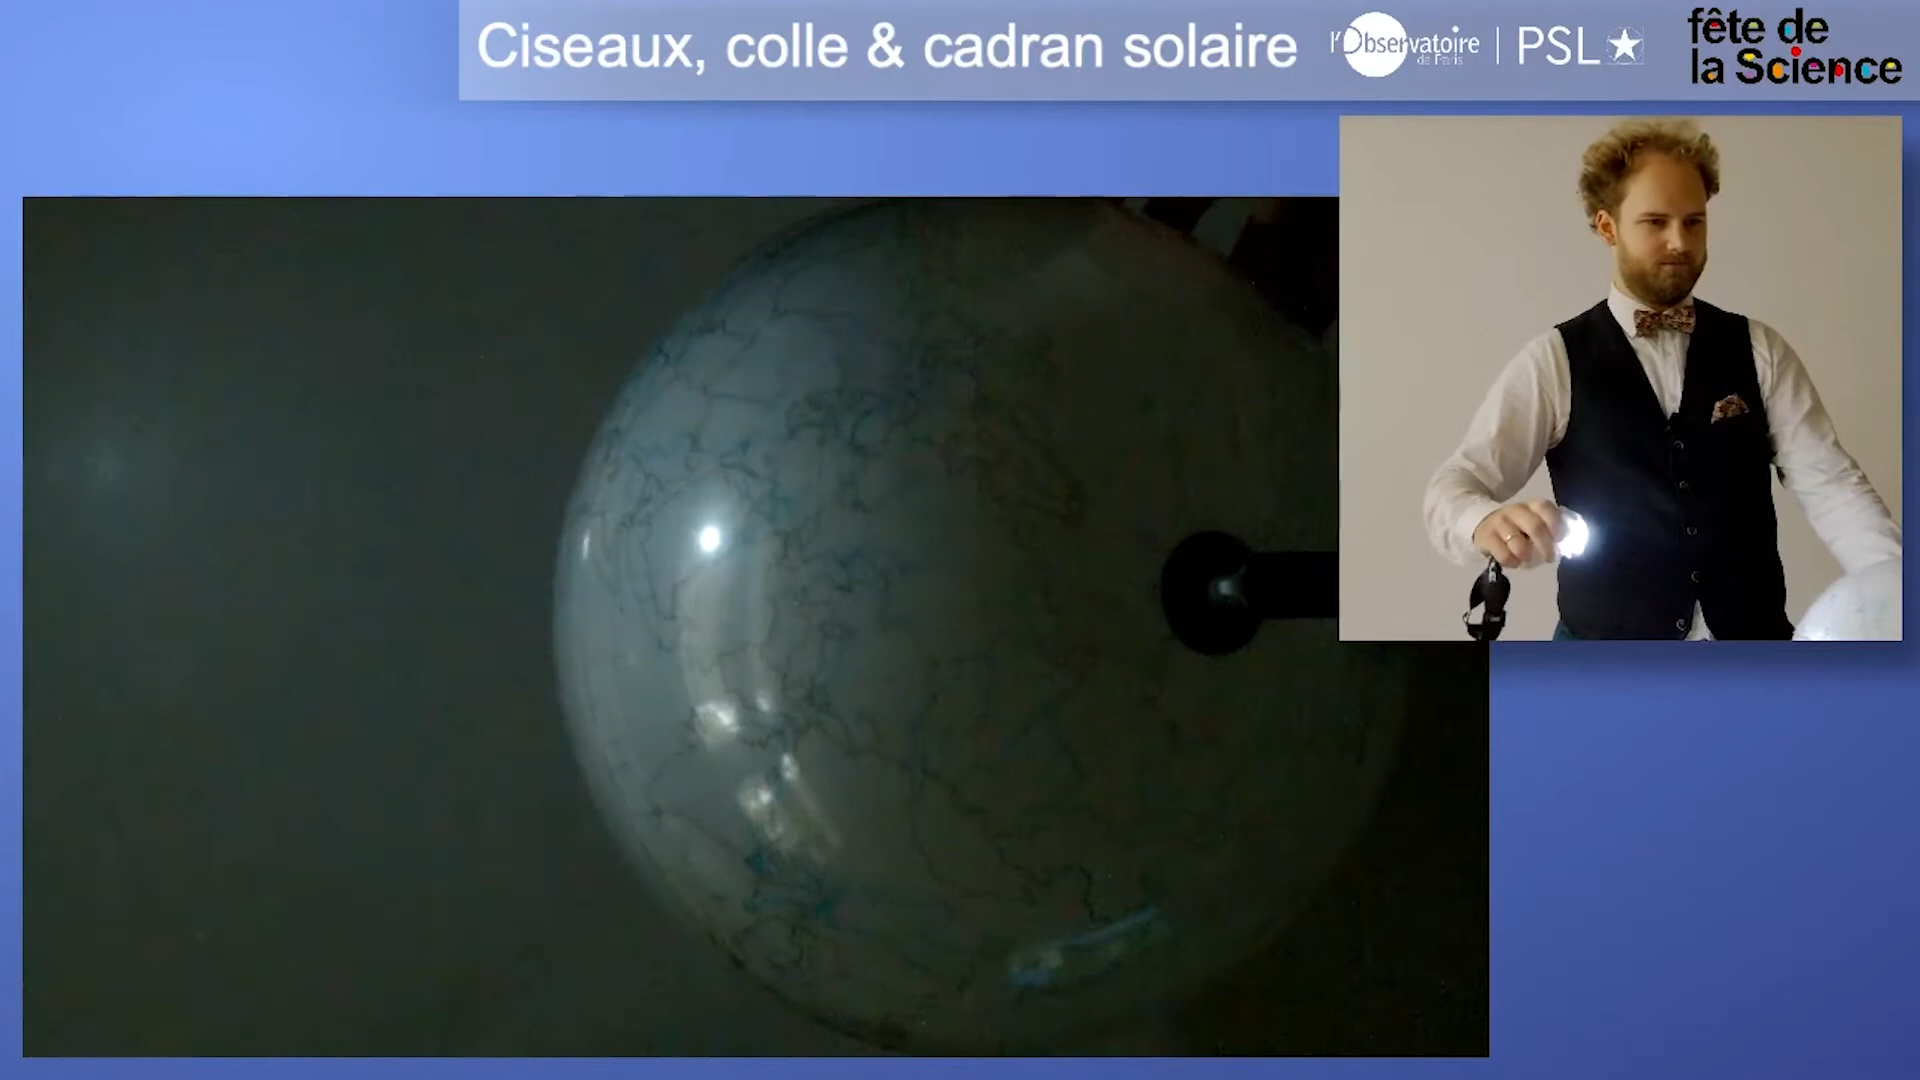 Ciseaux, colle & cadran solaire
l'Observatoire
de Paris
PSL
fête de
la Science